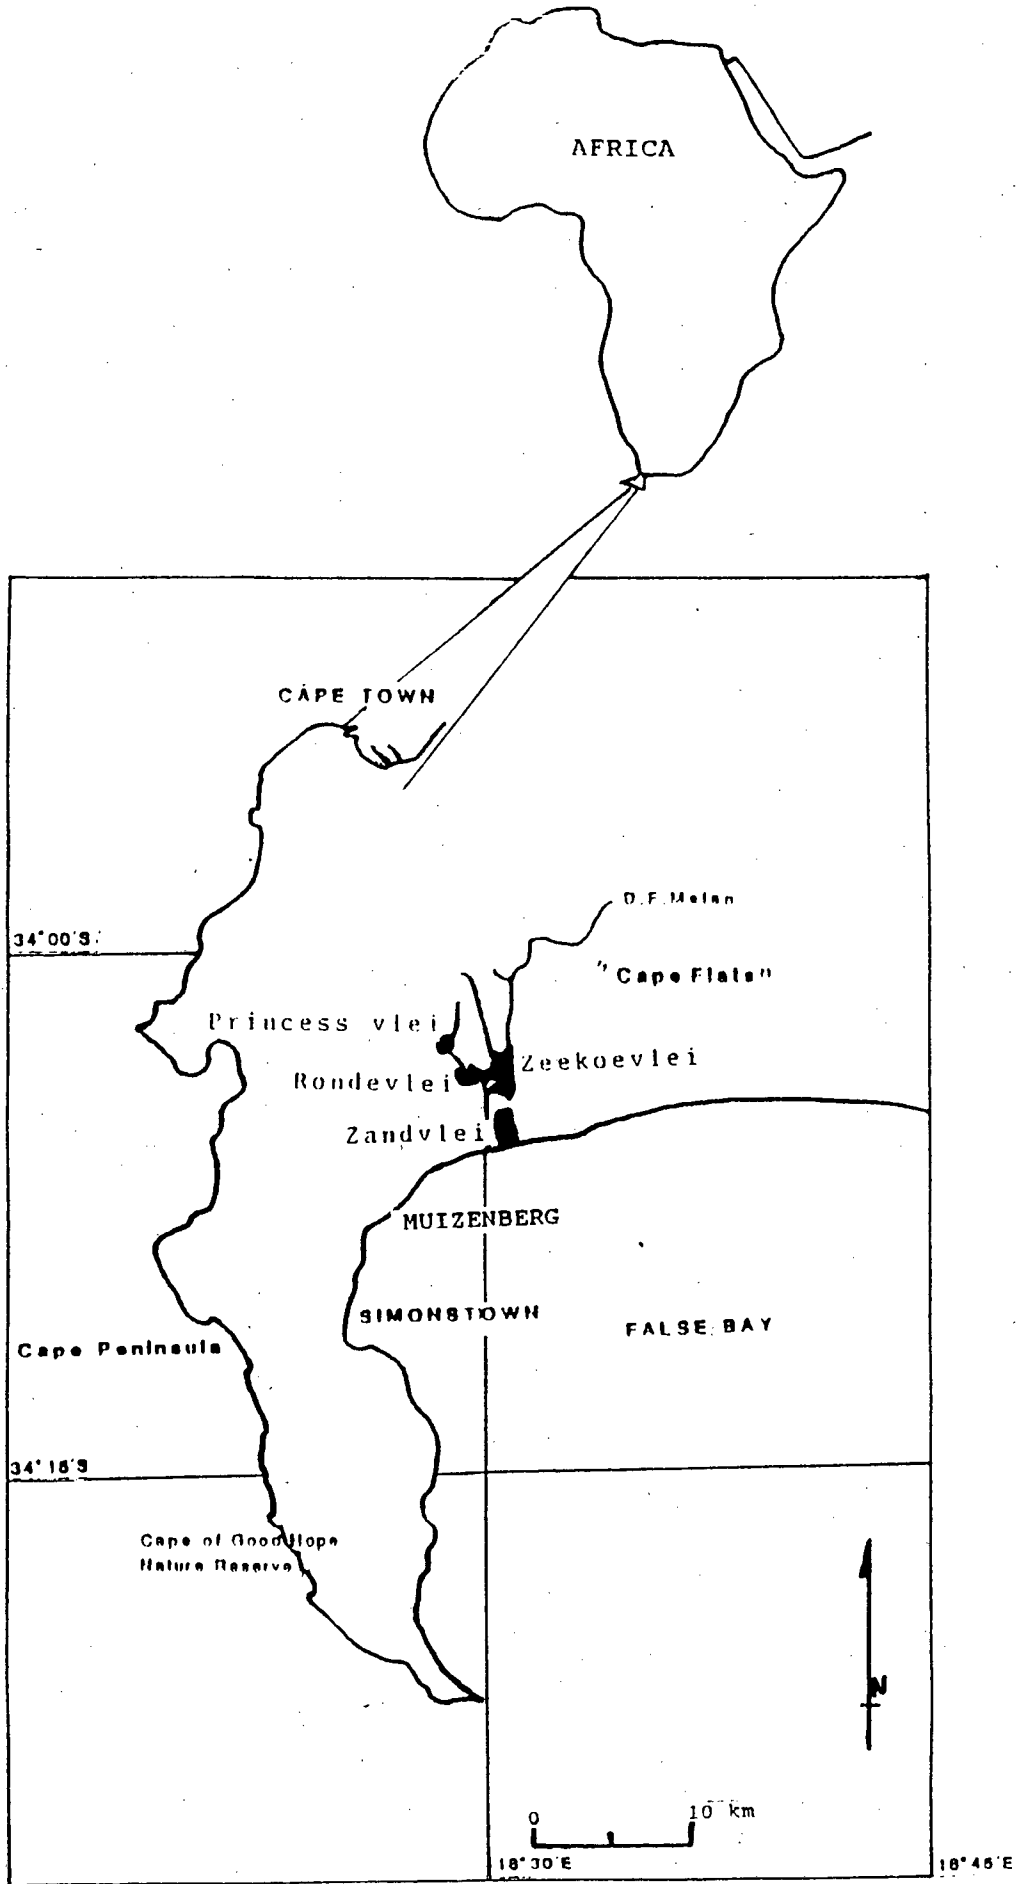 AFRICA
CAPE TOWN
D.F. Malan
34°00'S
"Cape Flats"
Princess vlei
Zeekoevlei
Rondevlei
Zandvlei
MUIZENBERG
SIMONSTOWN
FALSE BAY
Cape Peninsula
34°15'S
Cape of Good Hope
Nature Reserve
N
0 10 km
18°30'E 18°45'E